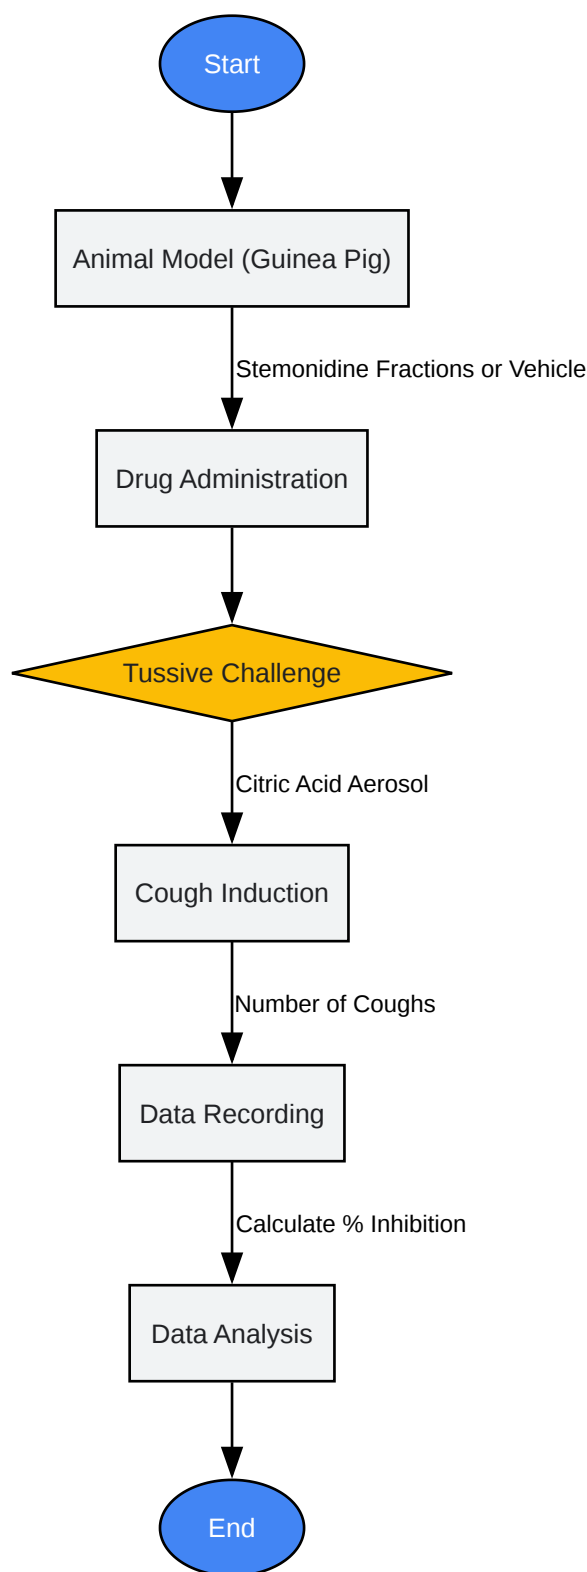 Start
Animal Model (Guinea Pig)
Stemonidine Fractions or Vehicle
Drug Administration
Tussive Challenge
Citric Acid Aerosol
Cough Induction
Number of Coughs
Data Recording
Calculate % Inhibition
Data Analysis
End